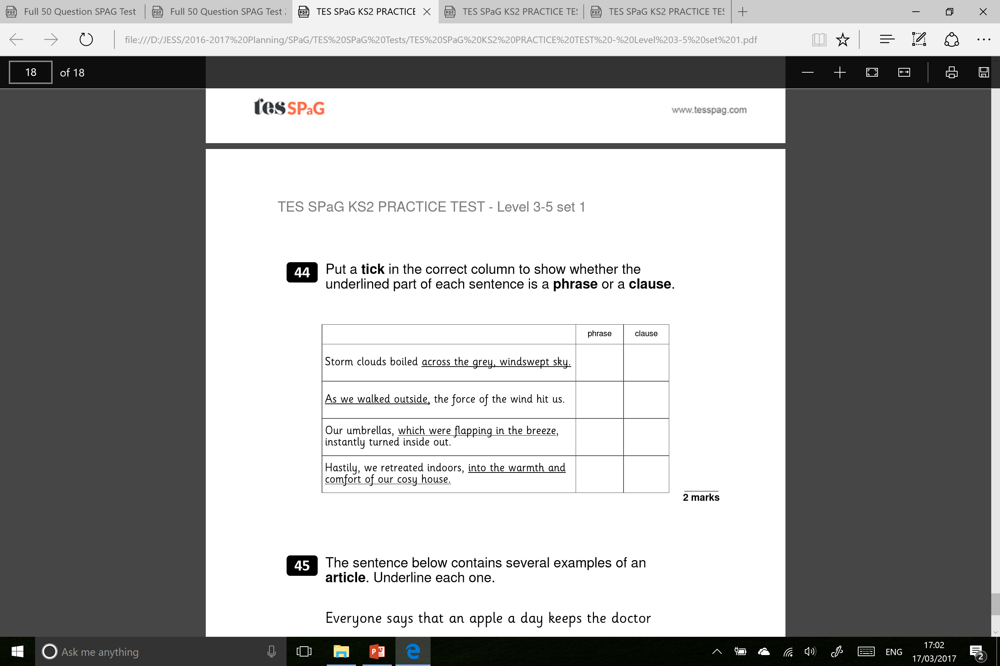 Full 50 Question SPAG Test
Full 50 Question SPAG Test
TES SPaG KS2 PRACTICE
TES SPaG KS2 PRACTICE TE
TES SPaG KS2 PRACTICE TES
file:///D:/JESS/2016-2017%20Planning/SPaG/TES%20SPaG%20Tests/TES%20SPaG%20KS2%20PRACTICE%20TEST%20-%20Level%203-5%20set%201.pdf
18 of 18
tes SPaG
www.tesspag.com
TES SPaG KS2 PRACTICE TEST - Level 3-5 set 1
44 Put a tick in the correct column to show whether the
underlined part of each sentence is a phrase or a clause.
phrase clause
Storm clouds boiled across the grey, windswept sky.
As we walked outside, the force of the wind hit us.
Our umbrellas, which were flapping in the breeze,
instantly turned inside out.
Hastily, we retreated indoors, into the warmth and
comfort of our cosy house.
2 marks
45 The sentence below contains several examples of an
article. Underline each one.
Everyone says that an apple a day keeps the doctor
Ask me anything
ENG
17:02
17/03/2017
2